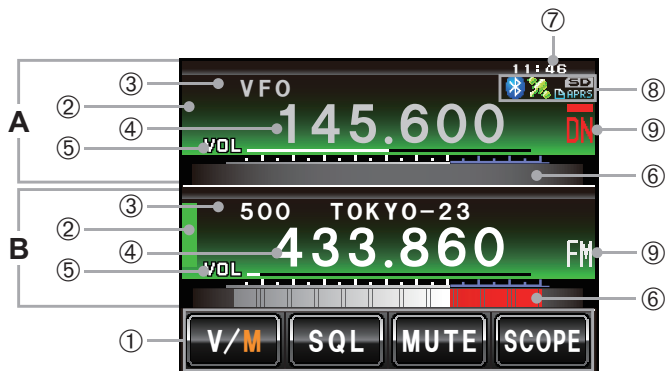 ⑦
11:46
③ VFO SD ⑧
② APRS
A ④ 145.600 DN ⑨
⑤ VOL
⑥
③ 500 TOKYO-23
②
B ④ 433.860 FM ⑨
⑤ VOL
⑥
① V/M SQL MUTE SCOPE